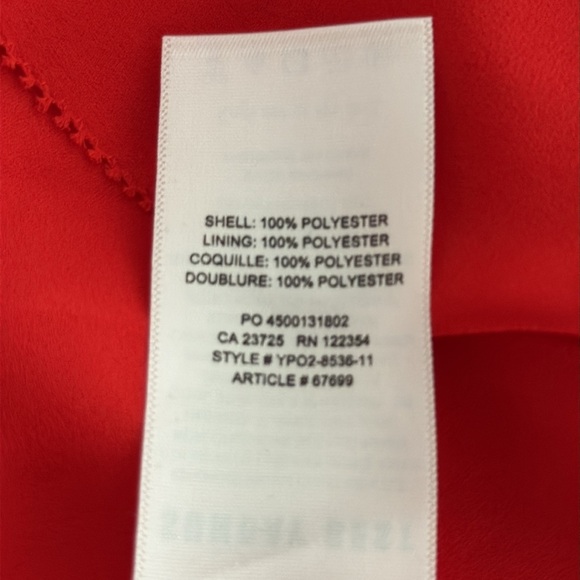 SHELL: 100% POLYESTER
LINING: 100% POLYESTER
COQUILLE: 100% POLYESTER
DOUBLURE: 100% POLYESTER
PO 4500131802
CA 23725 RN 122354
STYLE # YPO2-8536-11
ARTICLE # 67699